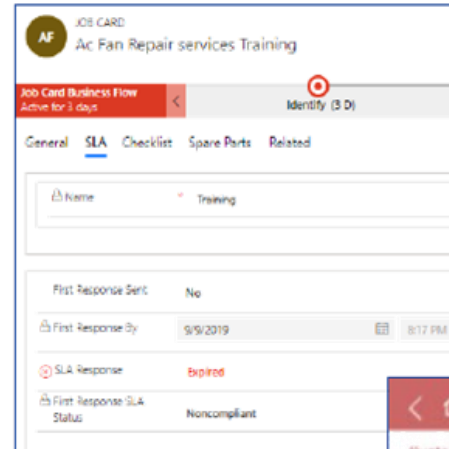 AF
JOB CARD
Ac Fan Repair services Training
Job Card Business Flow
Active for 3 days
Identify (3 D)
General SLA Checklist Spare Parts Related
Name * Training
First Response Sent No
First Response By 9/9/2019 8:17 PM
SLA Response Expired
First Response SLA
Status Noncompliant